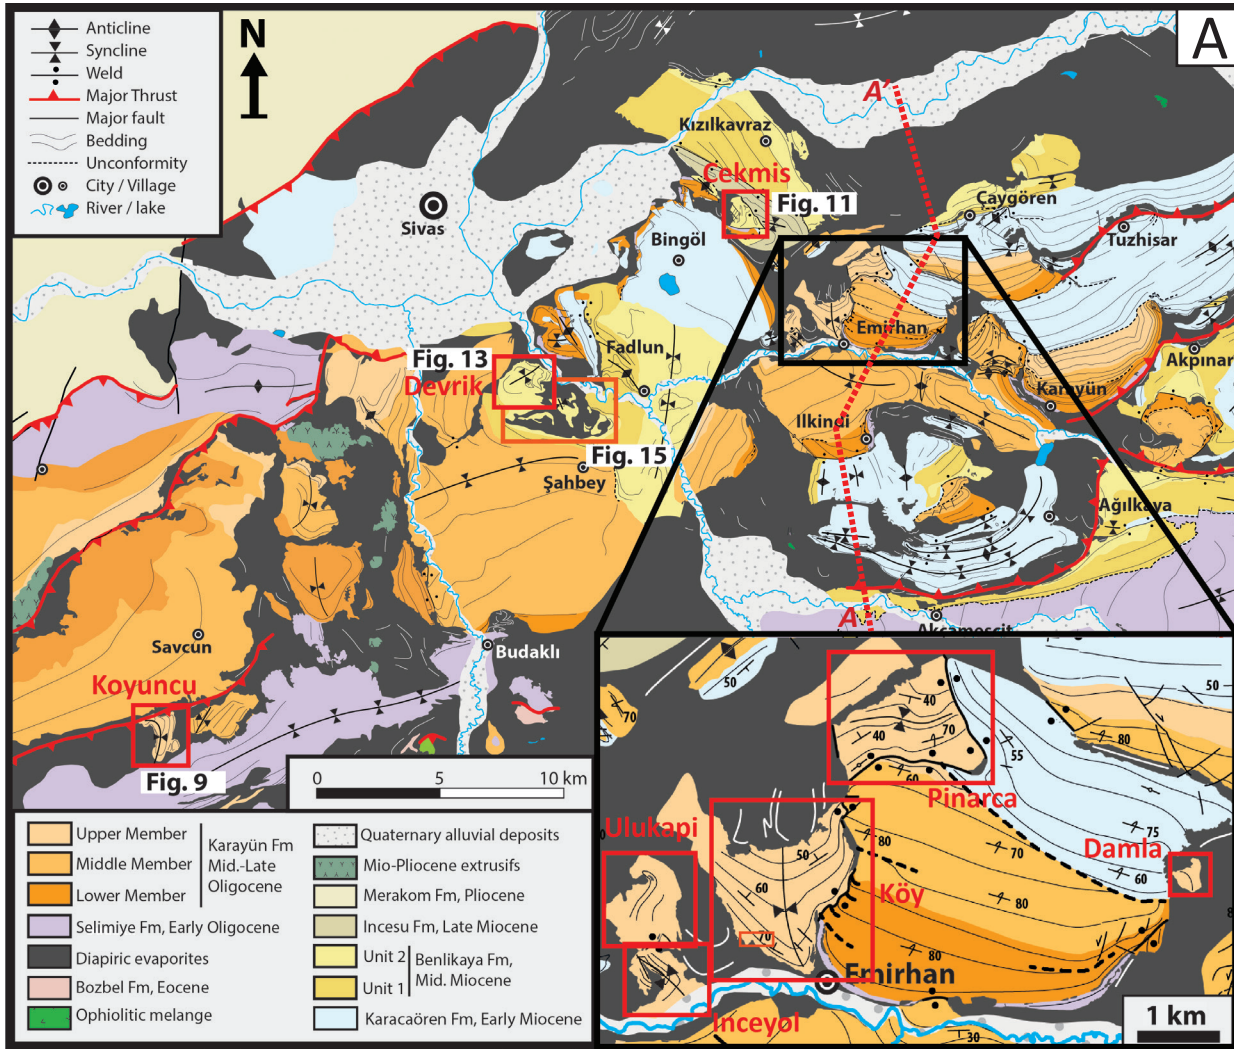 A
Anticline
Syncline
Weld
Major Thrust
Major fault
Bedding
Unconformity
City / Village
River / lake
N
A'
Kızılkavraz
Cekmis
Fig. 11
Çaygören
Tuzhisar
Sivas
Bingöl
Emirhan
Fig. 13
Devrik
Fadlun
Akpınar
Karayün
Ilkindi
Fig. 15
Şahbey
Ağılkaya
A
Akçamescit
Savcun
Budaklı
Koyuncu
Fig. 9
0 5 10 km
Upper Member
Middle Member
Lower Member
Karayün Fm
Mid.-Late
Oligocene
Selimiye Fm, Early Oligocene
Diapiric evaporites
Bozbel Fm, Eocene
Ophiolitic melange
Quaternary alluvial deposits
Mio-Pliocene extrusifs
Merakom Fm, Pliocene
Incesu Fm, Late Miocene
Unit 2
Unit 1
Benlikaya Fm,
Mid. Miocene
Karacaören Fm, Early Miocene
50
70
40
40
70
60
55
50
80
Pinarca
Ulukapi
50
60
70
80
Köy
70
75
60
80
80
Damla
Emirhan
Inceyol
30
1 km